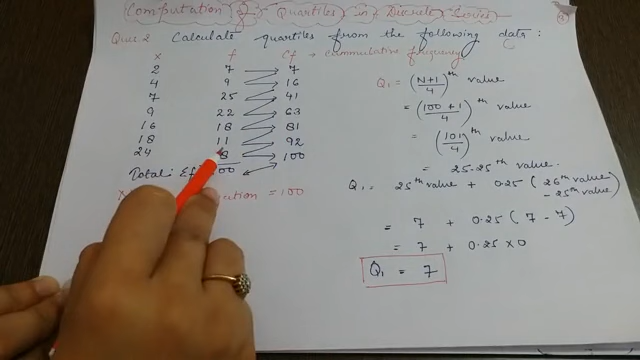 Computation of Quartiles in Discrete Series
Ques 2 Calculate quartiles from the following data :
x f Cf → Cummutative frequency
2 7 → 7
4 9 16
7 25 41
9 22 63
16 18 81
18 11 92
24 8 100
Total: Σf 100
= 100
Q₁ = (N+1/4)th value
= (100+1/4)th value
= (101/4)th value
= 25.25th value.
Q₁ = 25th value + 0.25 (26th value - 25th value)
= 7 + 0.25 (7 - 7)
= 7 + 0.25 × 0
Q₁ = 7